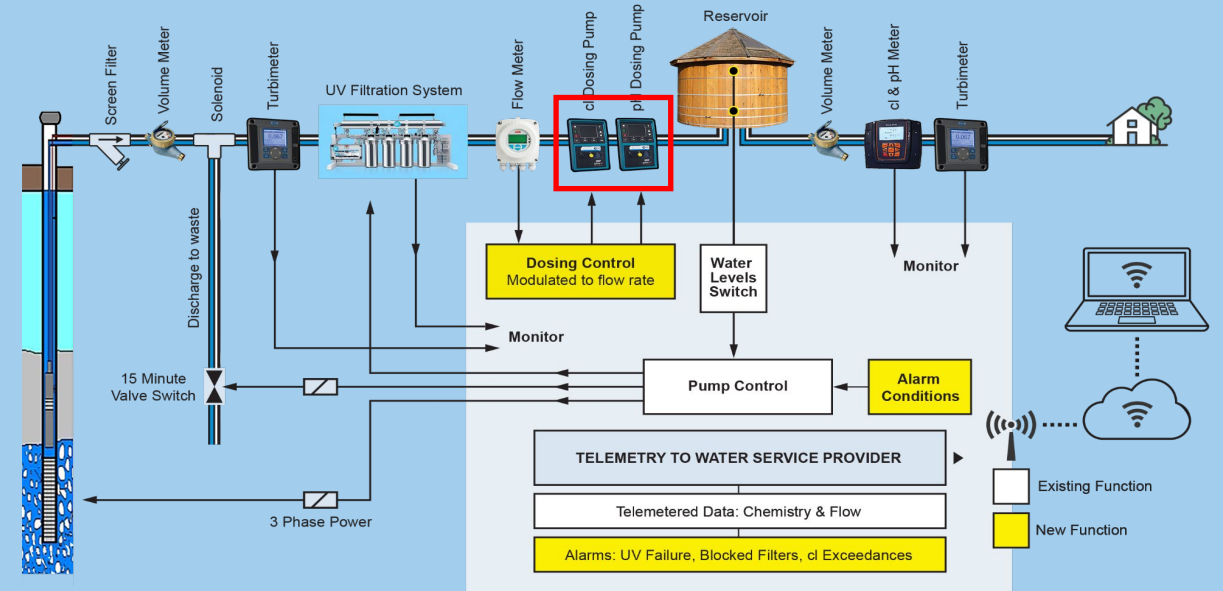 Reservoir
Screen Filter
Volume Meter
Solenoid
Turbimeter
UV Filtration System
Flow Meter
cl Dosing Pump
pH Dosing Pump
Volume Meter
cl & pH Meter
Turbimeter
Discharge to waste
Dosing Control
Modulated to flow rate
Water
Levels
Switch
Monitor
Monitor
15 Minute
Valve Switch
Pump Control
Alarm
Conditions
TELEMETRY TO WATER SERVICE PROVIDER
Existing Function
Telemetered Data: Chemistry & Flow
3 Phase Power
New Function
Alarms: UV Failure, Blocked Filters, cl Exceedances